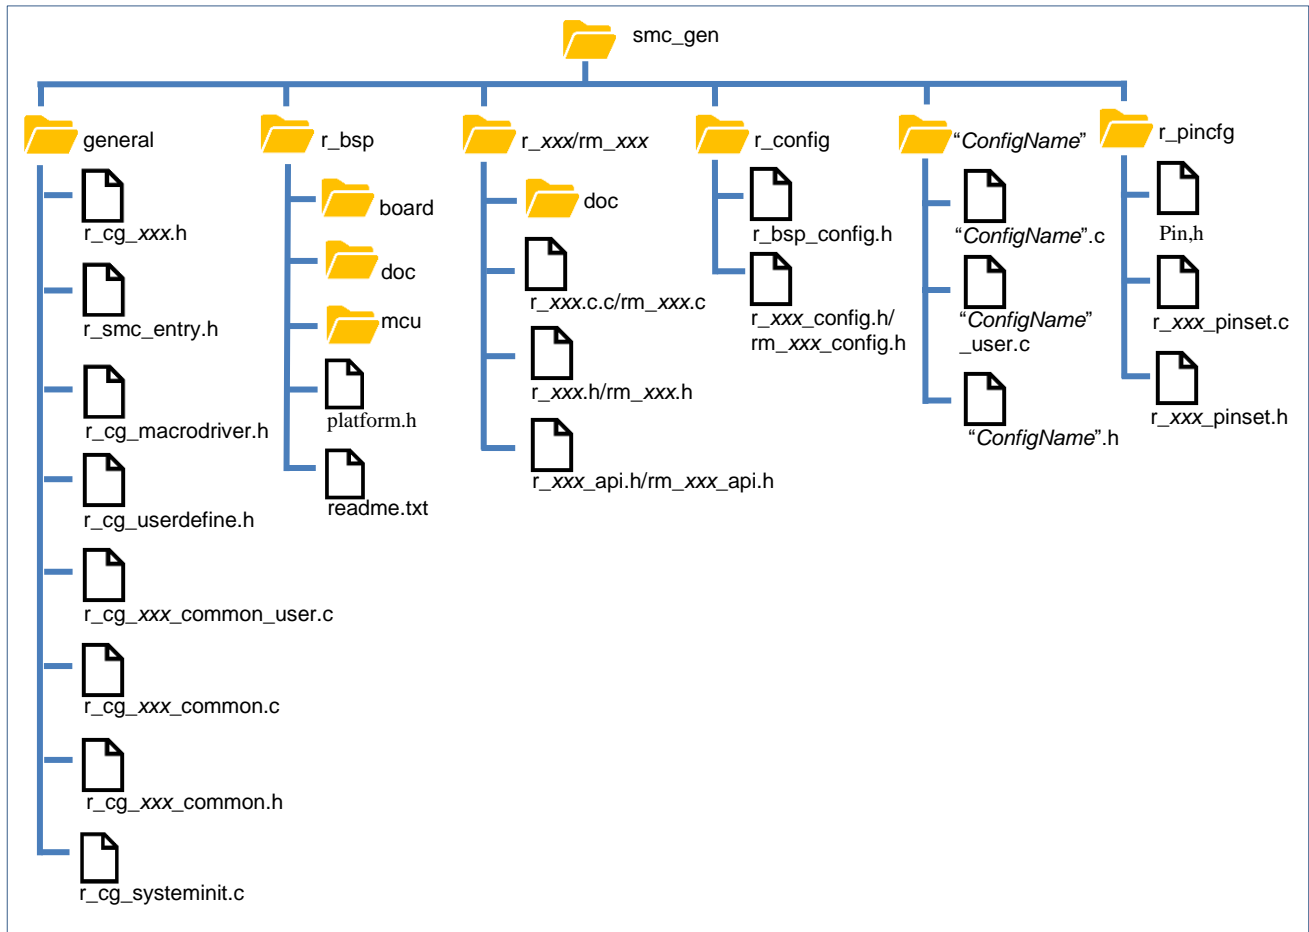 smc_gen
general
r_cg_xxx.h
r_smc_entry.h
r_cg_macrodriver.h
r_cg_userdefine.h
r_cg_xxx_common_user.c
r_cg_xxx_common.c
r_cg_xxx_common.h
r_cg_systeminit.c
r_bsp
board
doc
mcu
platform.h
readme.txt
r_xxx/rm_xxx
doc
r_xxx.c.c/rm_xxx.c
r_xxx.h/rm_xxx.h
r_xxx_api.h/rm_xxx_api.h
r_config
r_bsp_config.h
r_xxx_config.h/
rm_xxx_config.h
“ConfigName”
“ConfigName”.c
“ConfigName”
_user.c
“ConfigName”.h
r_pincfg
Pin,h
r_xxx_pinset.c
r_xxx_pinset.h